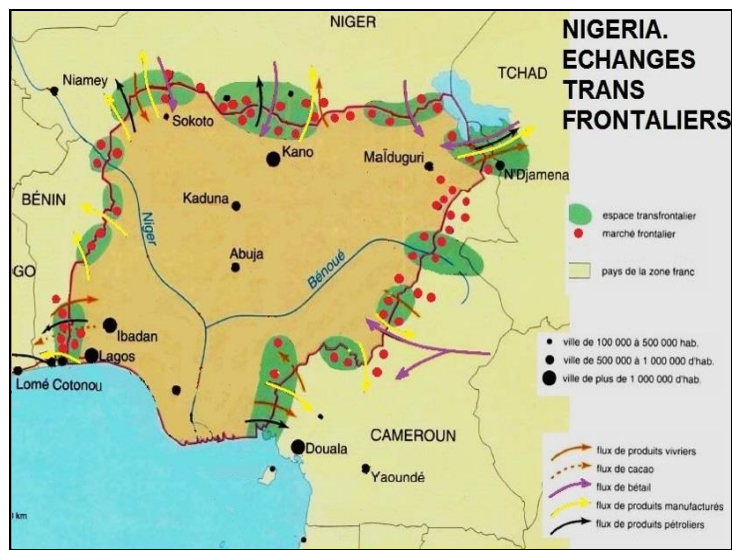 NIGERIA.
ECHANGES
TRANS
FRONTALIERS
NIGER
TCHAD
Niamey
Sokoto
Kano
Maïduguri
N'Djamena
BÉNIN
Kaduna
Niger
Abuja
Bénoué
GO
Ibadan
Lagos
Lomé Cotonou
Douala
CAMEROUN
Yaoundé
km
espace transfrontalier
marché frontalier
pays de la zone franc
ville de 100 000 à 500 000 hab.
ville de 500 000 à 1 000 000 d'hab.
ville de plus de 1 000 000 d'hab.
flux de produits vivriers
flux de cacao
flux de bétail
flux de produits manufacturés
flux de produits pétroliers